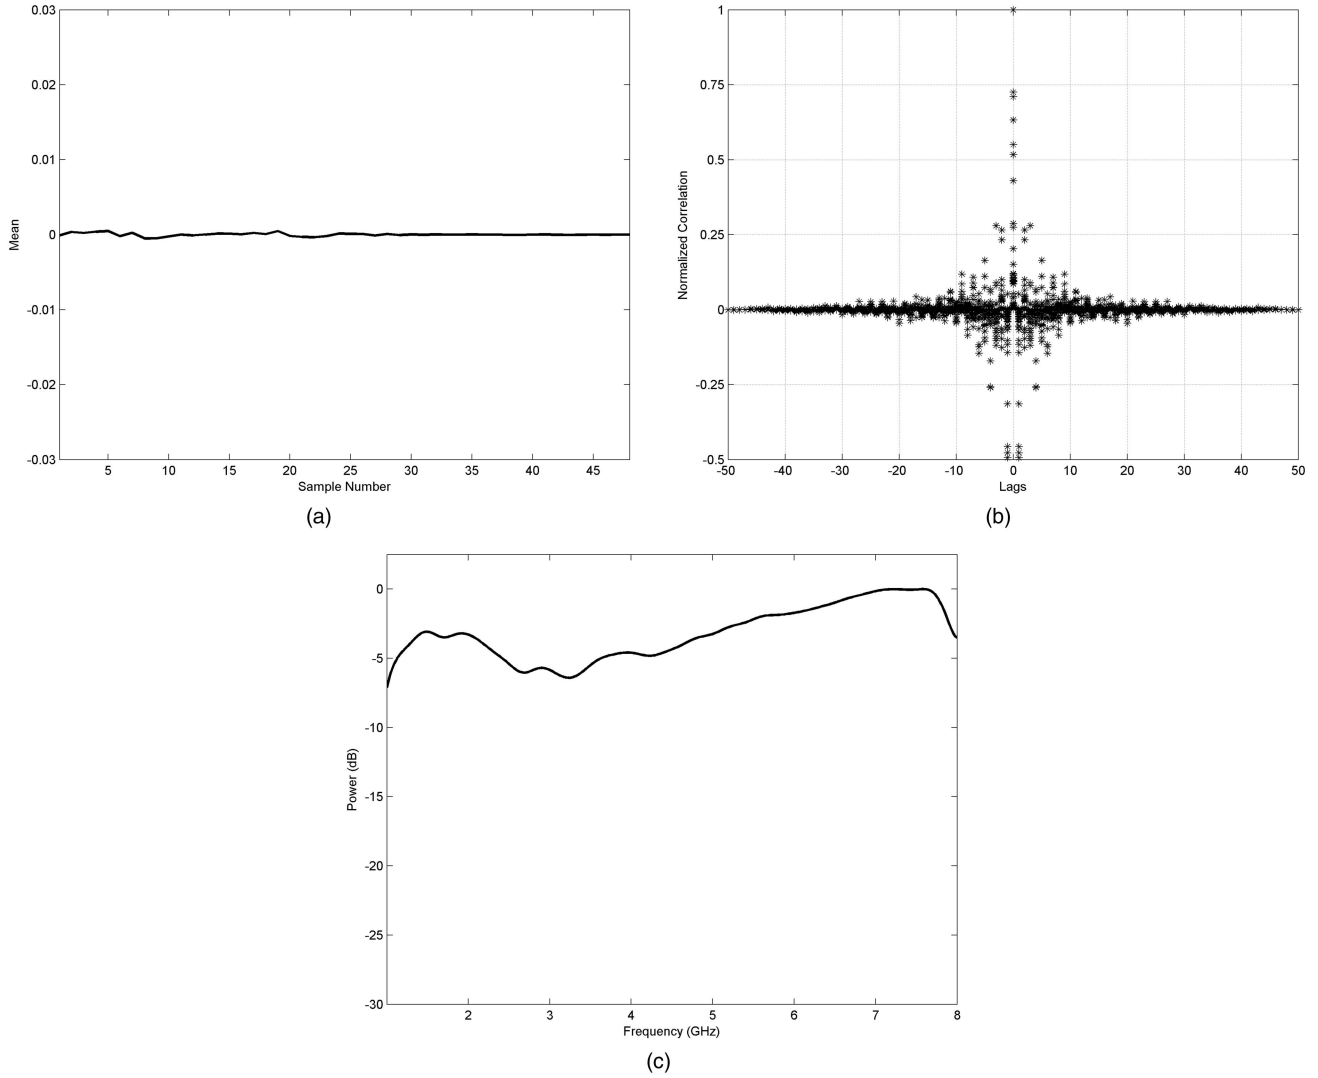 0.03
0.02
0.01
0
-0.01
-0.02
-0.03
Mean
5 10 15 20 25 30 35 40 45
Sample Number
(a)
1
0.75
0.5
0.25
0
-0.25
-0.5
Normalized Correlation
-50 -40 -30 -20 -10 0 10 20 30 40 50
Lags
(b)
0
-5
-10
-15
-20
-25
-30
Power (dB)
2 3 4 5 6 7 8
Frequency (GHz)
(c)